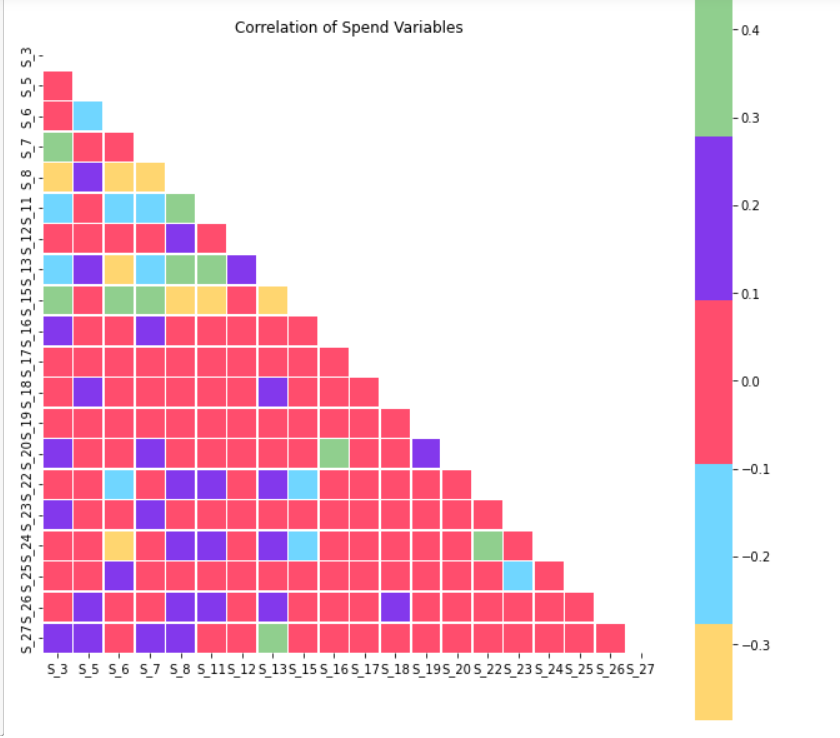 Correlation of Spend Variables
S_3
S_5
S_6
S_7
S_8
S_11
S_12
S_13
S_15
S_16
S_17
S_18
S_19
S_20
S_22
S_23
S_24
S_25
S_26
S_27
S_3 S_5 S_6 S_7 S_8 S_11 S_12 S_13 S_15 S_16 S_17 S_18 S_19 S_20 S_22 S_23 S_24 S_25 S_26 S_27
0.4
0.3
0.2
0.1
0.0
−0.1
−0.2
−0.3